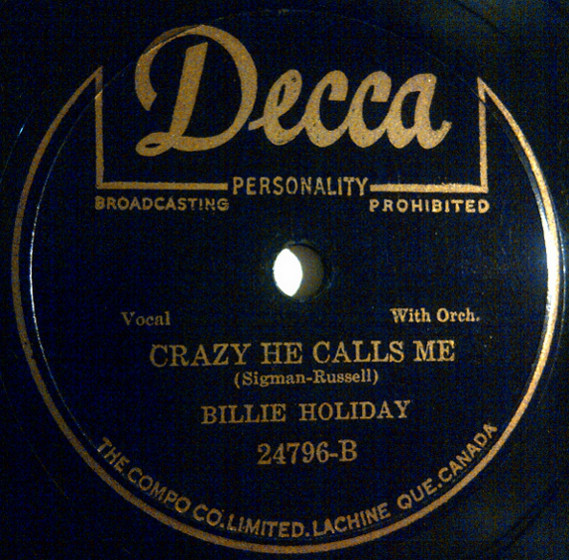 Decca
PERSONALITY
BROADCASTING PROHIBITED
Vocal With Orch.
CRAZY HE CALLS ME
(Sigman-Russell)
BILLIE HOLIDAY
24796-B
THE COMPO CO. LIMITED. LACHINE QUE. CANADA